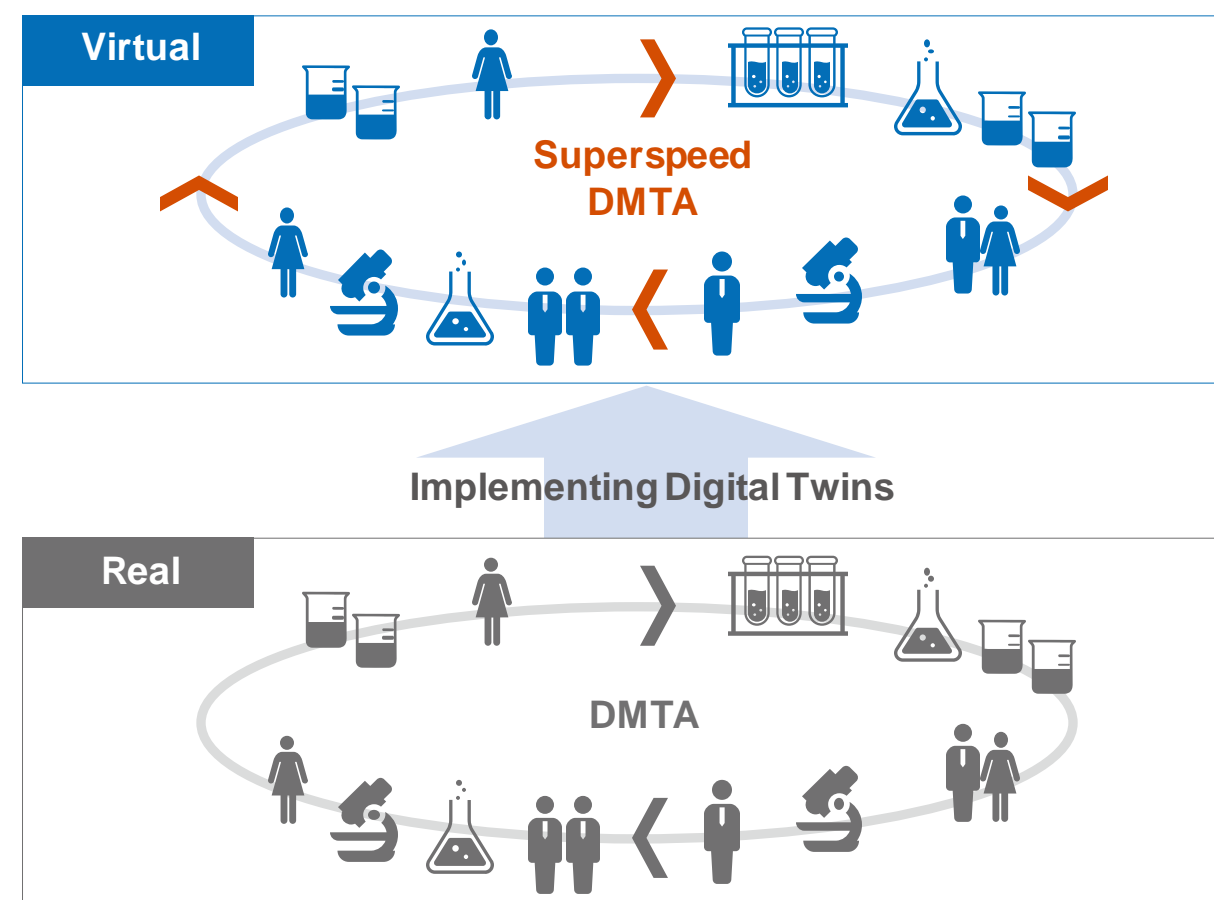 Virtual
Superspeed
DMTA
Implementing Digital Twins
Real
DMTA